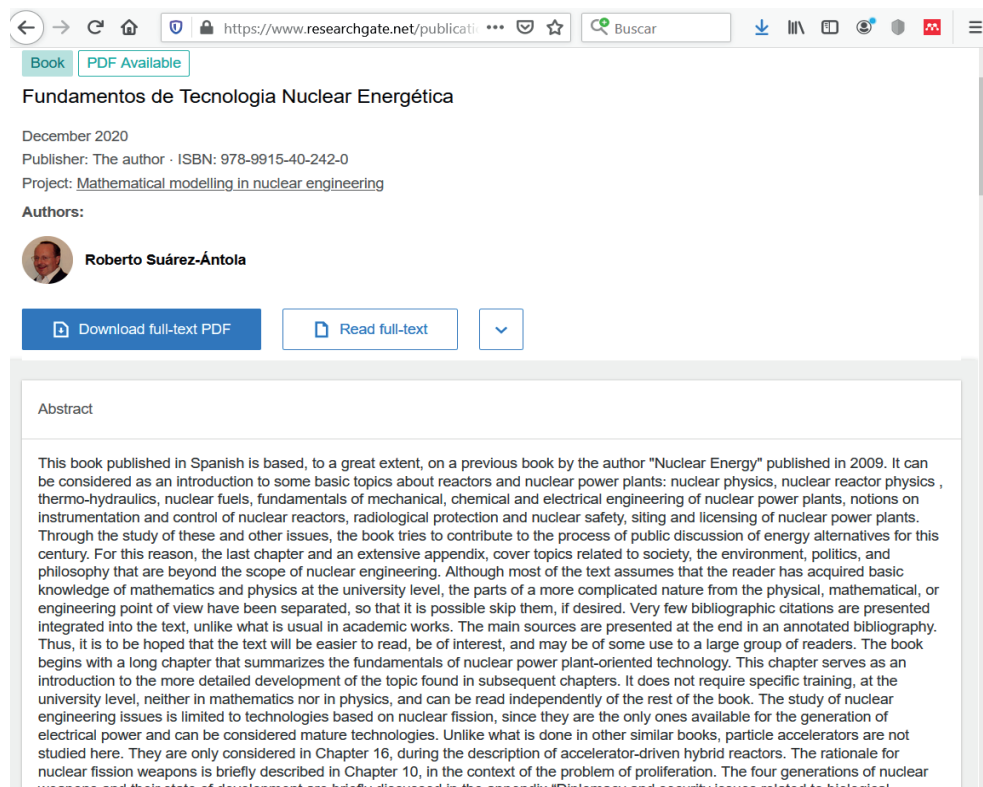 https://www.researchgate.net/publicati
Buscar
Book
PDF Available
Fundamentos de Tecnologia Nuclear Energética
December 2020
Publisher: The author · ISBN: 978-9915-40-242-0
Project: Mathematical modelling in nuclear engineering
Authors:
Roberto Suárez-Ántola
Download full-text PDF
Read full-text
Abstract
This book published in Spanish is based, to a great extent, on a previous book by the author "Nuclear Energy" published in 2009. It can
be considered as an introduction to some basic topics about reactors and nuclear power plants: nuclear physics, nuclear reactor physics ,
thermo-hydraulics, nuclear fuels, fundamentals of mechanical, chemical and electrical engineering of nuclear power plants, notions on
instrumentation and control of nuclear reactors, radiological protection and nuclear safety, siting and licensing of nuclear power plants.
Through the study of these and other issues, the book tries to contribute to the process of public discussion of energy alternatives for this
century. For this reason, the last chapter and an extensive appendix, cover topics related to society, the environment, politics, and
philosophy that are beyond the scope of nuclear engineering. Although most of the text assumes that the reader has acquired basic
knowledge of mathematics and physics at the university level, the parts of a more complicated nature from the physical, mathematical, or
engineering point of view have been separated, so that it is possible skip them, if desired. Very few bibliographic citations are presented
integrated into the text, unlike what is usual in academic works. The main sources are presented at the end in an annotated bibliography.
Thus, it is to be hoped that the text will be easier to read, be of interest, and may be of some use to a large group of readers. The book
begins with a long chapter that summarizes the fundamentals of nuclear power plant-oriented technology. This chapter serves as an
introduction to the more detailed development of the topic found in subsequent chapters. It does not require specific training, at the
university level, neither in mathematics nor in physics, and can be read independently of the rest of the book. The study of nuclear
engineering issues is limited to technologies based on nuclear fission, since they are the only ones available for the generation of
electrical power and can be considered mature technologies. Unlike what is done in other similar books, particle accelerators are not
studied here. They are only considered in Chapter 16, during the description of accelerator-driven hybrid reactors. The rationale for
nuclear fission weapons is briefly described in Chapter 10, in the context of the problem of proliferation. The four generations of nuclear
weapons and their state of development are briefly discussed in the appendix "Diplomacy and security issues related to biological